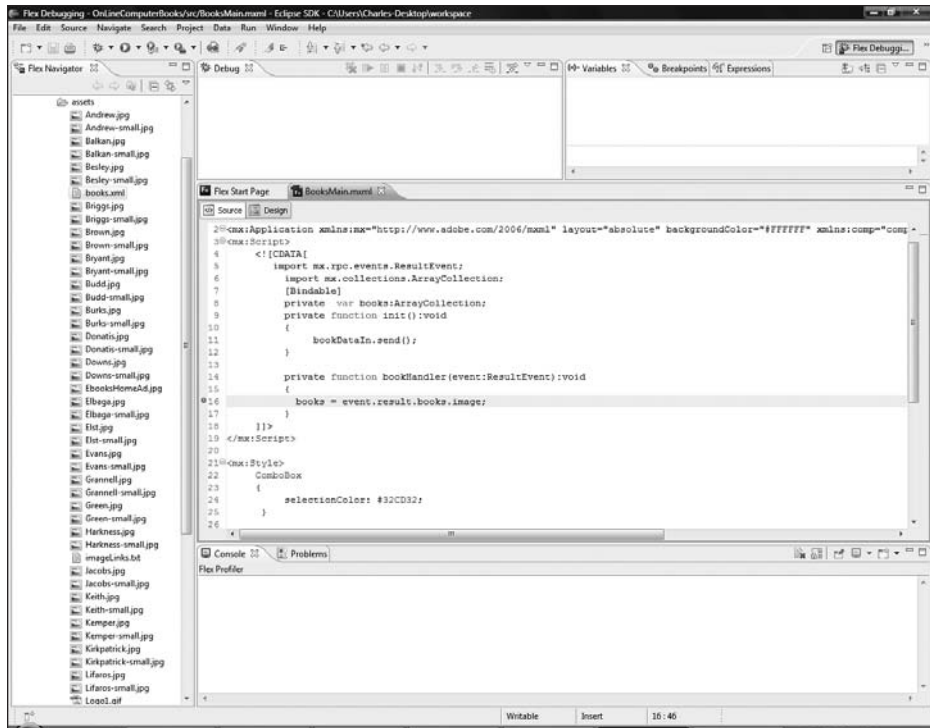 Flex Debugging - OnLineComputerBooks/src/BooksMain.mxml - Eclipse SDK - C:\Users\Charles-Desktop\workspace
File Edit Source Navigate Search Project Data Run Window Help
Flex Debuggi...
Flex Navigator
Debug
Variables
Breakpoints
Expressions
assets
Andrew.jpg
Andrew-small.jpg
Balkan.jpg
Balkan-small.jpg
Besley.jpg
Besley-small.jpg
books.xml
Briggs.jpg
Briggs-small.jpg
Brown.jpg
Brown-small.jpg
Bryant.jpg
Bryant-small.jpg
Budd.jpg
Budd-small.jpg
Burks.jpg
Burks-small.jpg
Donatis.jpg
Donatis-small.jpg
Downs.jpg
Downs-small.jpg
EbooksHomeAd.jpg
Elbaga.jpg
Elbaga-small.jpg
Elst.jpg
Elst-small.jpg
Evans.jpg
Evans-small.jpg
Grannell.jpg
Grannell-small.jpg
Green.jpg
Green-small.jpg
Harkness.jpg
Harkness-small.jpg
imageLinks.txt
Jacobs.jpg
Jacobs-small.jpg
Keith.jpg
Keith-small.jpg
Kemper.jpg
Kemper-small.jpg
Kirkpatrick.jpg
Kirkpatrick-small.jpg
Lifaros.jpg
Lifaros-small.jpg
Logo1.gif
Flex Start Page
BooksMain.mxml
Source Design
2 <mx:Application xmlns:mx="http://www.adobe.com/2006/mxml" layout="absolute" backgroundColor="#FFFFFF" xmlns:comp="comp
3 <mx:Script>
4 <![CDATA[
5 import mx.rpc.events.ResultEvent;
6 import mx.collections.ArrayCollection;
7 [Bindable]
8 private var books:ArrayCollection;
9 private function init():void
10 {
11 bookDataIn.send();
12 }
13
14 private function bookHandler(event:ResultEvent):void
15 {
16 books = event.result.books.image;
17 }
18 ]]>
19 </mx:Script>
20
21 <mx:Style>
22 ComboBox
23 {
24 selectionColor: #32CD32;
25 }
26
Console
Problems
Flex Profiler
Writable
Insert
16 : 46